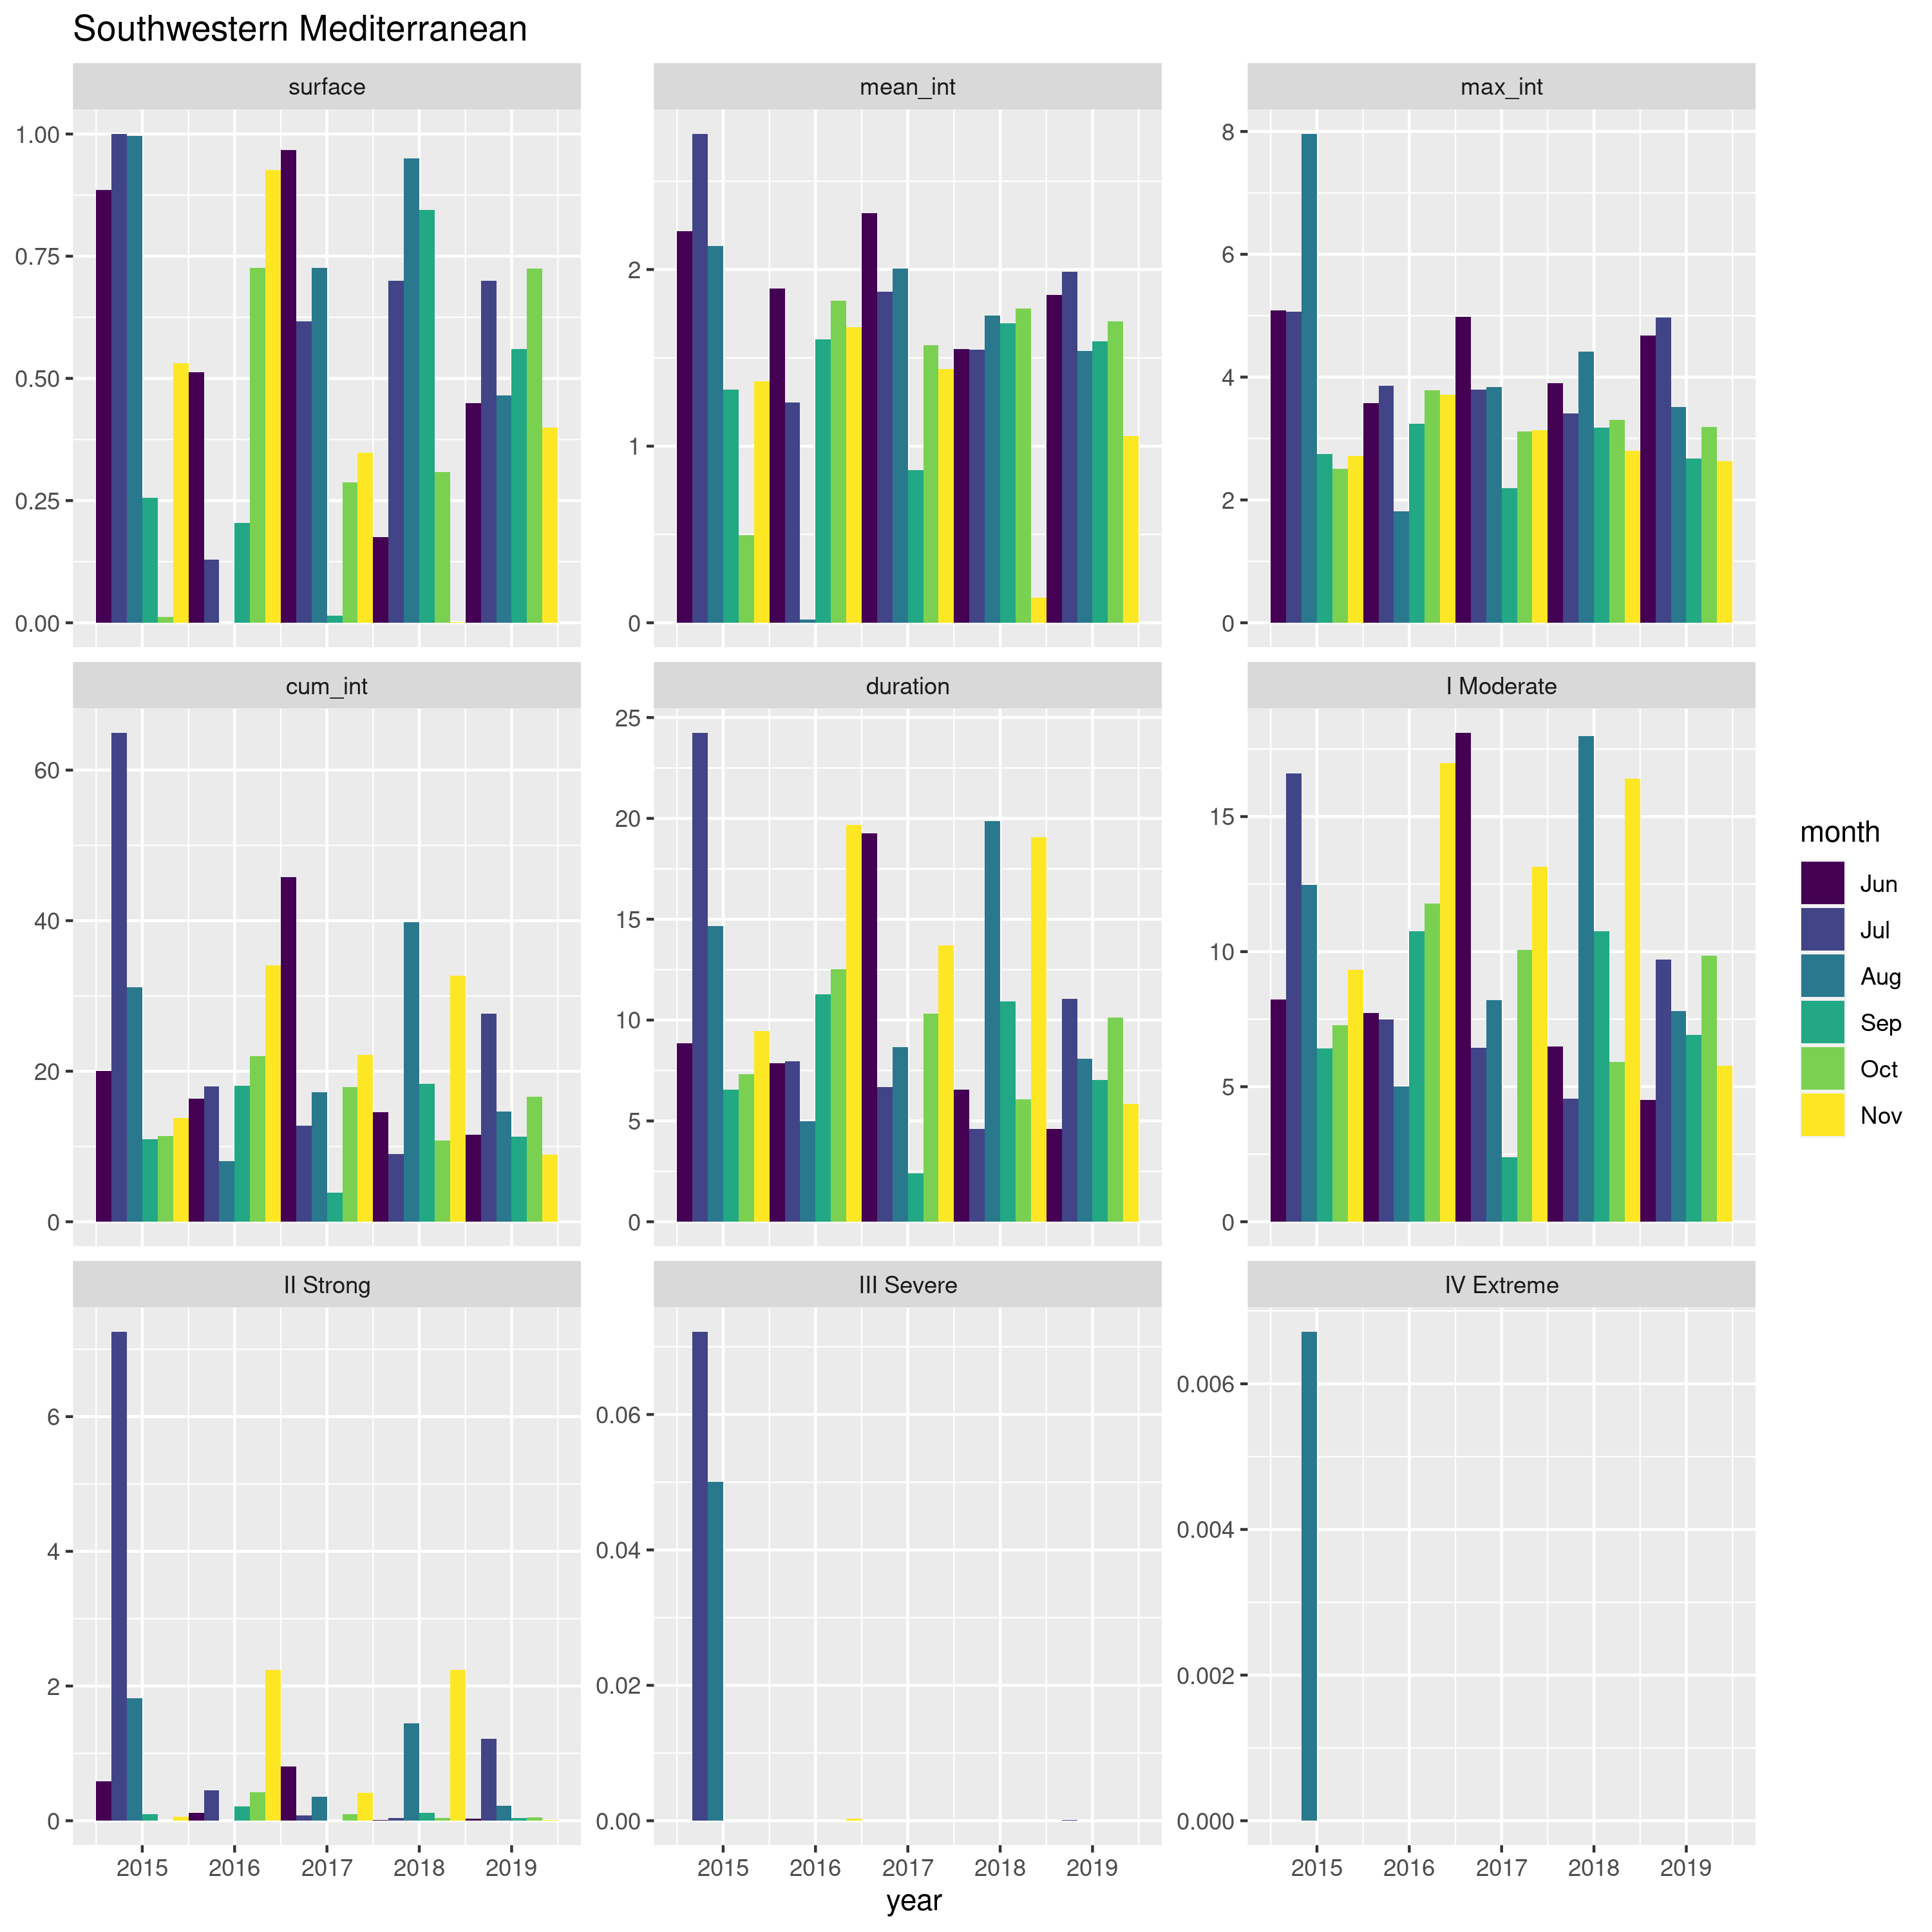 Southwestern Mediterranean
surface
mean_int
max_int
1.00
0.75
0.50
0.25
0.00
2
1
0
8
6
4
2
0
cum_int
duration
I Moderate
60
40
20
0
25
20
15
10
5
0
15
10
5
0
month
Jun
Jul
Aug
Sep
Oct
Nov
II Strong
III Severe
IV Extreme
6
4
2
0
0.06
0.04
0.02
0.00
0.006
0.004
0.002
0.000
2015 2016 2017 2018 2019
2015 2016 2017 2018 2019
2015 2016 2017 2018 2019
year